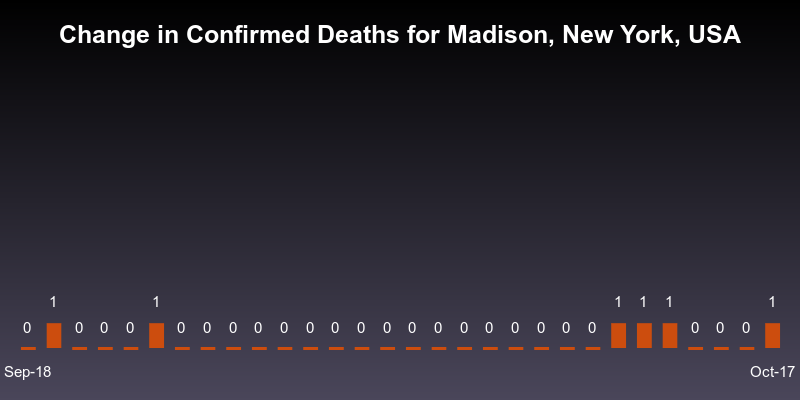 Change in Confirmed Deaths for Madison, New York, USA
0 1 0 0 0 1 0 0 0 0 0 0 0 0 0 0 0 0 0 0 0 0 0 1 1 1 0 0 0 1
Sep-18 Oct-17